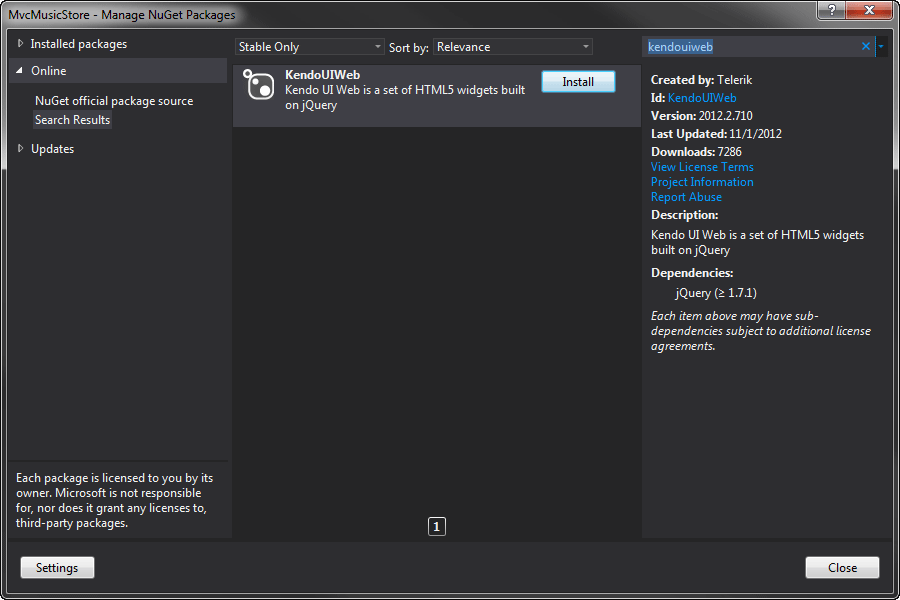 MvcMusicStore - Manage NuGet Packages
?
Installed packages
Online
NuGet official package source
Search Results
Updates
Each package is licensed to you by its
owner. Microsoft is not responsible
for, nor does it grant any licenses to,
third-party packages.
Stable Only
Sort by:
Relevance
KendoUIWeb
Kendo UI Web is a set of HTML5 widgets built
on jQuery
Install
1
kendouiweb
Created by: Telerik
Id: KendoUIWeb
Version: 2012.2.710
Last Updated: 11/1/2012
Downloads: 7286
View License Terms
Project Information
Report Abuse
Description:
Kendo UI Web is a set of HTML5 widgets
built on jQuery
Dependencies:
jQuery (≥ 1.7.1)
Each item above may have sub-
dependencies subject to additional license
agreements.
Settings
Close